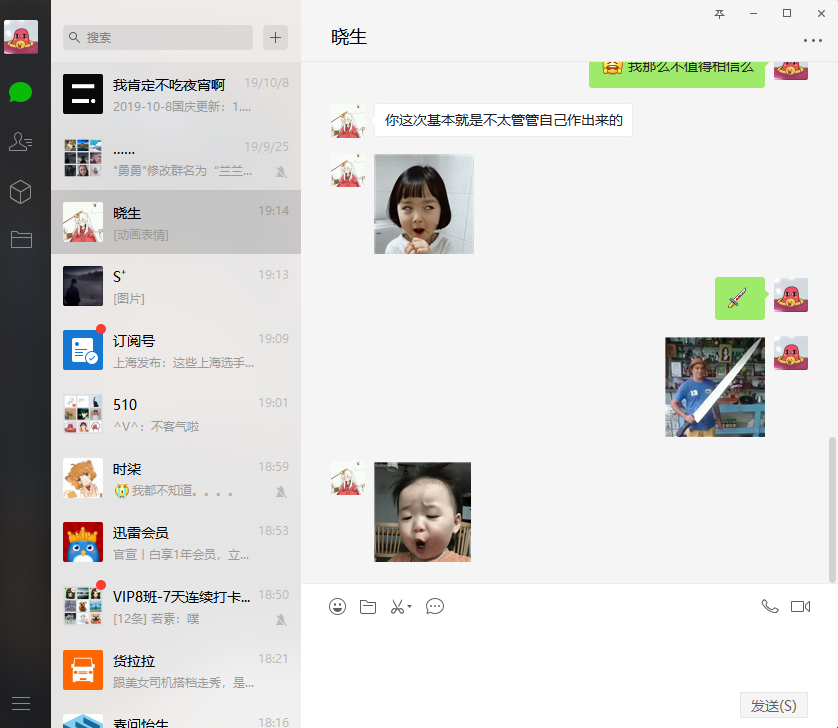 搜索
我肯定不吃夜宵啊
19/10/8
2019-10-8国庆更新：1....
......
19/9/25
"勇勇"修改群名为“兰兰...
晓生
19:14
[动画表情]
S⁺
19:13
[图片]
订阅号
19:09
上海发布：这些上海选手...
510
19:01
^V^：不客气啦
时柒
18:59
我都不知道。。。。
迅雷会员
18:53
官宣丨白享1年会员，立...
VIP8班-7天连续打卡...
18:50
[12条] 若素：噗
货拉拉
18:21
跟美女司机搭档走秀，是...
素问怡生
18:16
晓生
我那么不值得相信么
你这次基本就是不太管管自己作出来的
发送(S)